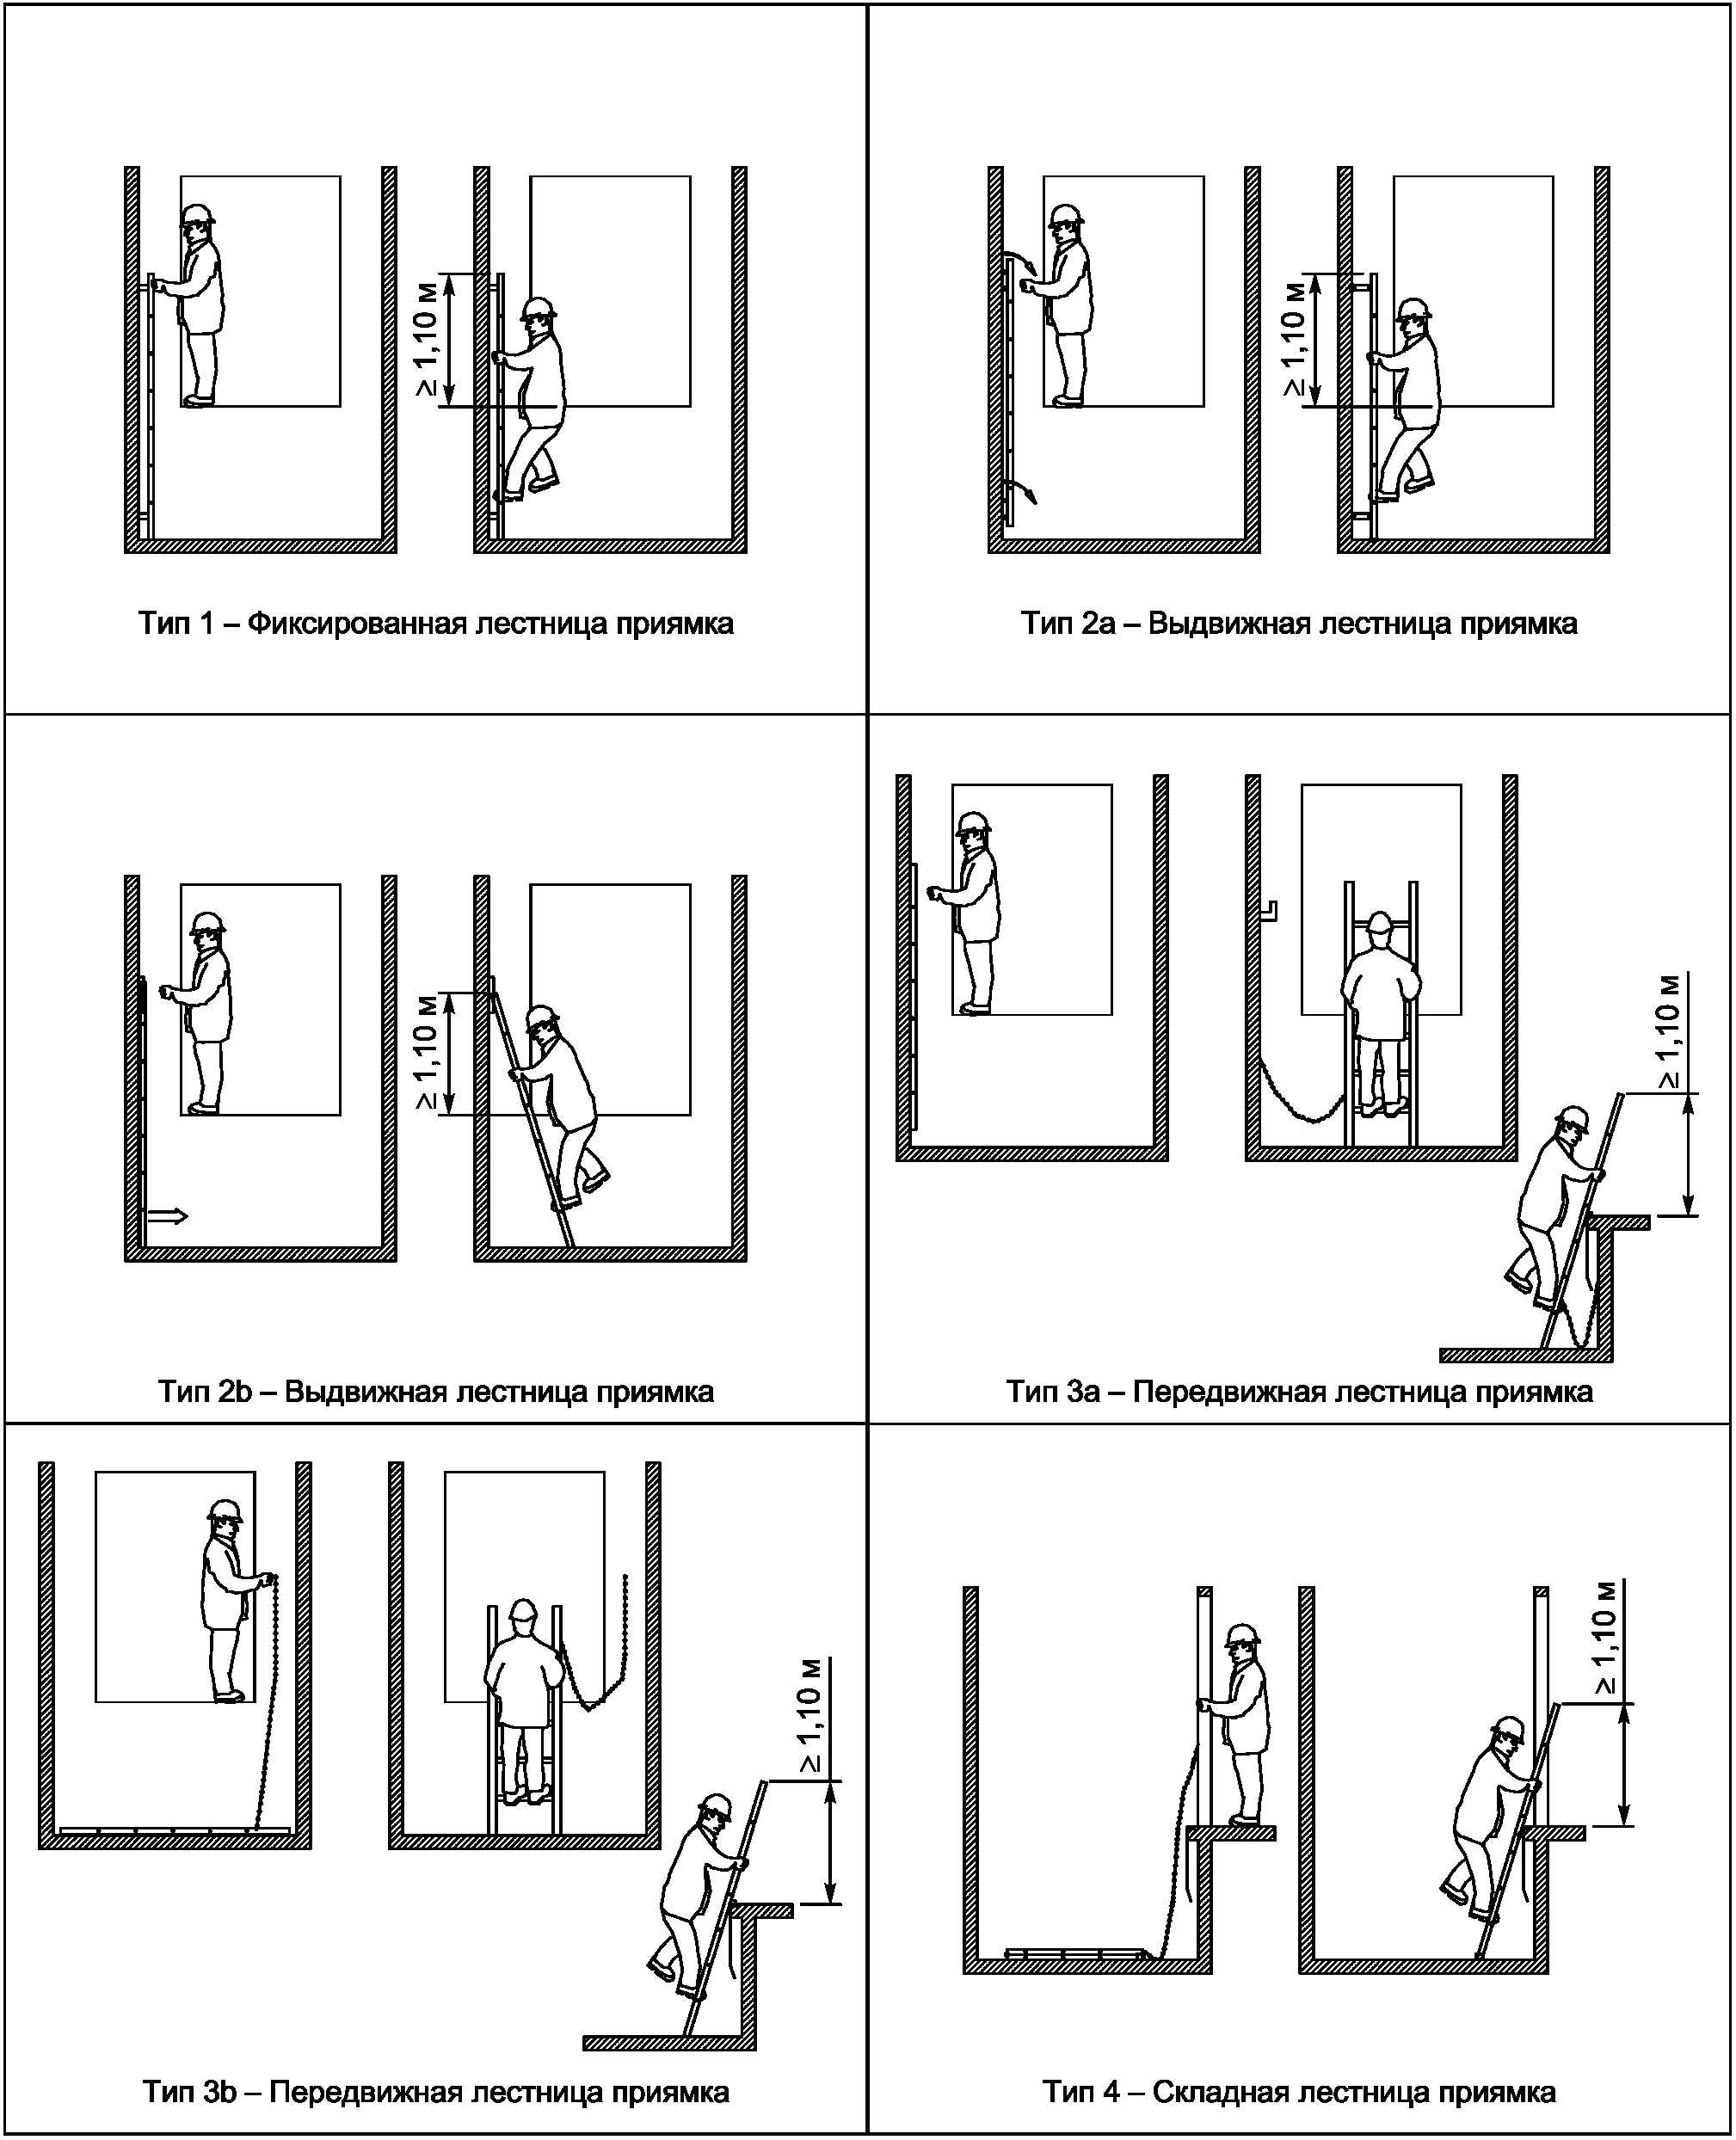 ≥ 1,10 м
≥ 1,10 м
Тип 1 – Фиксированная лестница приямка
Тип 2a – Выдвижная лестница приямка
≥ 1,10 м
≥ 1,10 м
Тип 2b – Выдвижная лестница приямка
Тип 3a – Передвижная лестница приямка
≥ 1,10 м
≥ 1,10 м
Тип 3b – Передвижная лестница приямка
Тип 4 – Складная лестница приямка